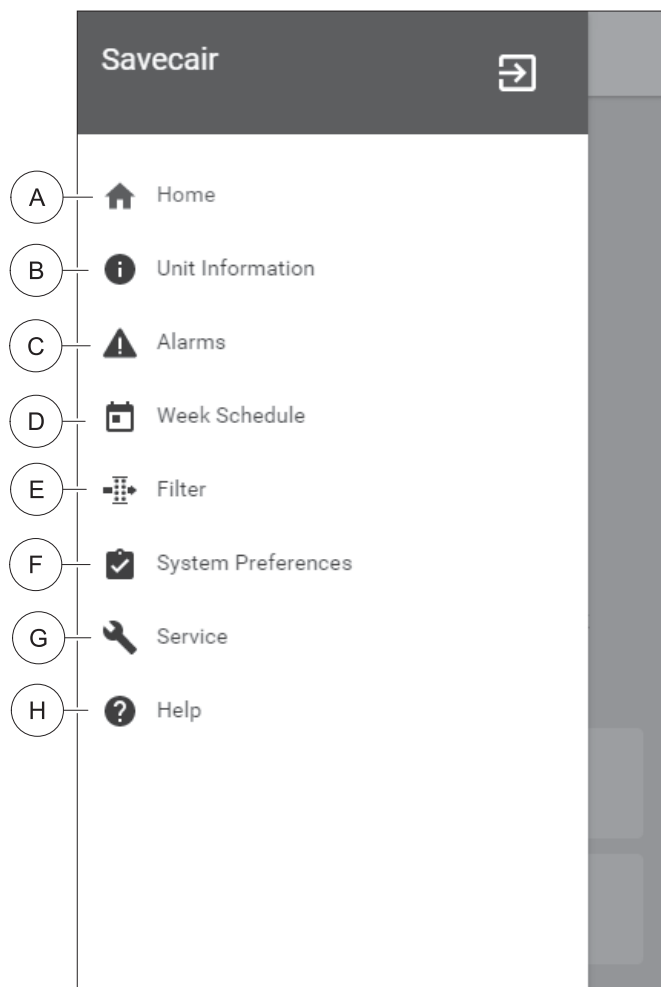 Savecair
A Home
B Unit Information
C Alarms
D Week Schedule
E Filter
F System Preferences
G Service
H Help